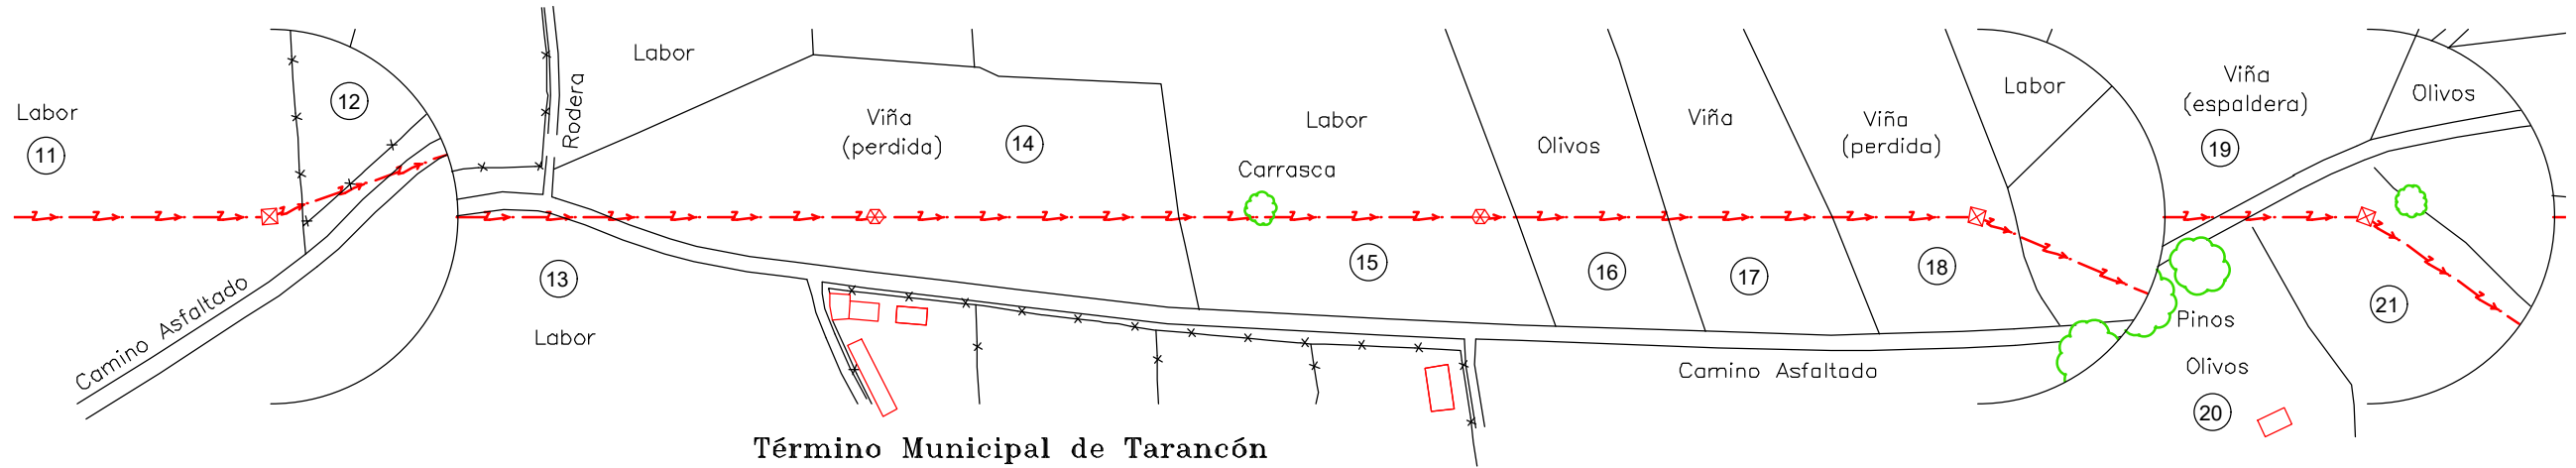 Labor
11
12
Camino Asfaltado
Rodera
Labor
13
Labor
Viña
(perdida)
14
Labor
Carrasca
15
Olivos
16
Viña
17
Viña
(perdida)
18
Labor
Camino Asfaltado
Viña
(espaldera)
19
Olivos
Pinos
Olivos
20
21
Término Municipal de Tarancón